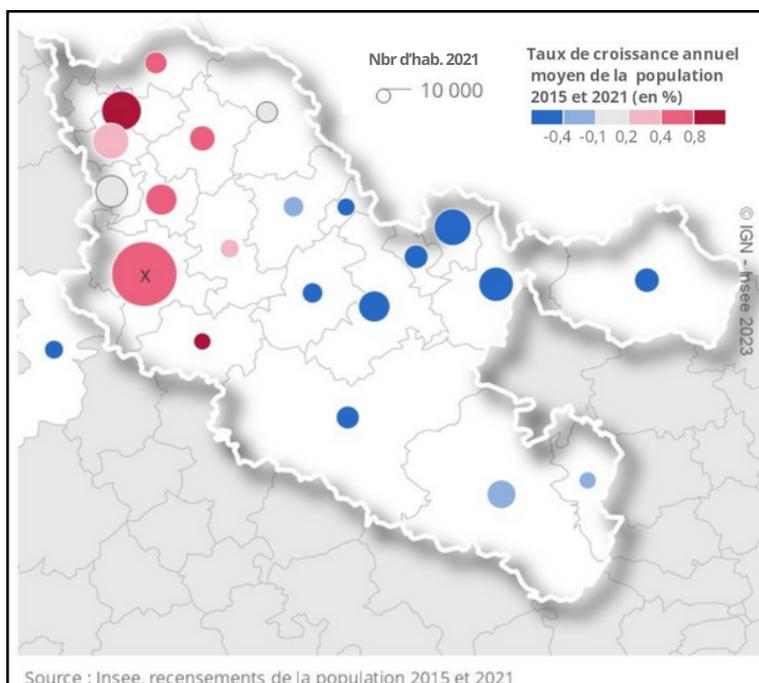 Nbr d'hab. 2021
10 000
Taux de croissance annuel
moyen de la population
2015 et 2021 (en %)
-0,4 -0,1 0,2 0,4 0,8
X
© IGN - Insee 2023
Source : Insee, recensements de la population 2015 et 2021